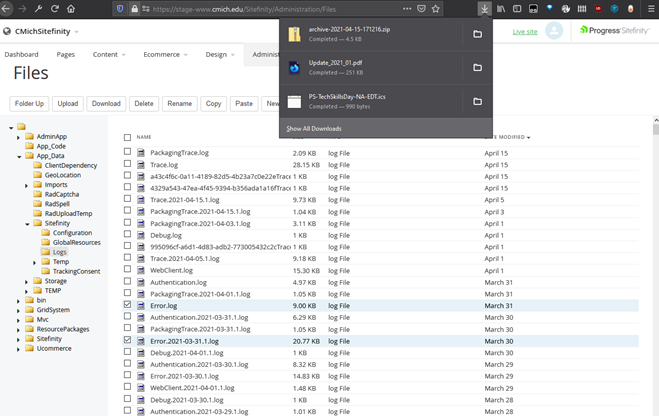 https://stage-www.cmich.edu/Sitefinity/Administration/Files
CMichSitefinity
Live site
Progress Sitefinity
Dashboard Pages Content Ecommerce Design Administ
archive-2021-04-15-171216.zip
Completed — 4.5 KB
Update_2021_01.pdf
Completed — 251 KB
PS-TechSkillsDay-NA-EDT.ics
Completed — 990 bytes
Show All Downloads
Files
Folder Up Upload Download Delete Rename Copy Paste New
AdminApp
App_Code
App_Data
ClientDependency
GeoLocation
Imports
RadCaptcha
RadSpell
RadUploadTemp
Sitefinity
Configuration
GlobalResources
Logs
Temp
TrackingConsent
Storage
TEMP
bin
GridSystem
Mvc
ResourcePackages
Sitefinity
Ucommerce
NAME DATE MODIFIED
PackagingTrace.log 2.09 KB log File April 15
Trace.log 28.15 KB log File April 15
a43c4f6c-0a11-4189-82d5-4b23a7c0e22eTrace 1 KB log File April 15
4329a543-47ea-4f45-9394-b356ada1a16fTrace 1 KB log File April 15
Trace.2021-04-15.1.log 9.73 KB log File April 5
PackagingTrace.2021-04-15.1.log 1.04 KB log File April 3
PackagingTrace.2021-04-03.1.log 3.11 KB log File April 1
Debug.log 1 KB log File April 1
995096cf-a6d1-4d83-adb2-773005432c2cTrace 1 KB log File April 1
Trace.2021-04-05.1.log 9.18 KB log File April 1
WebClient.log 15.30 KB log File April 1
Authentication.log 4.97 KB log File March 31
PackagingTrace.2021-04-01.1.log 1.05 KB log File March 31
Error.log 9.00 KB log File March 31
Authentication.2021-03-31.1.log 6.29 KB log File March 30
PackagingTrace.2021-03-31.1.log 1.05 KB log File March 30
Error.2021-03-31.1.log 20.77 KB log File March 30
Debug.2021-04-01.1.log 1 KB log File March 30
Authentication.2021-03-30.1.log 8.32 KB log File March 29
Error.2021-03-30.1.log 14.83 KB log File March 29
WebClient.2021-04-01.1.log 1.48 KB log File March 29
Debug.2021-03-30.1.log 1 KB log File March 28
Authentication.2021-03-29.1.log 1.01 KB log File March 28